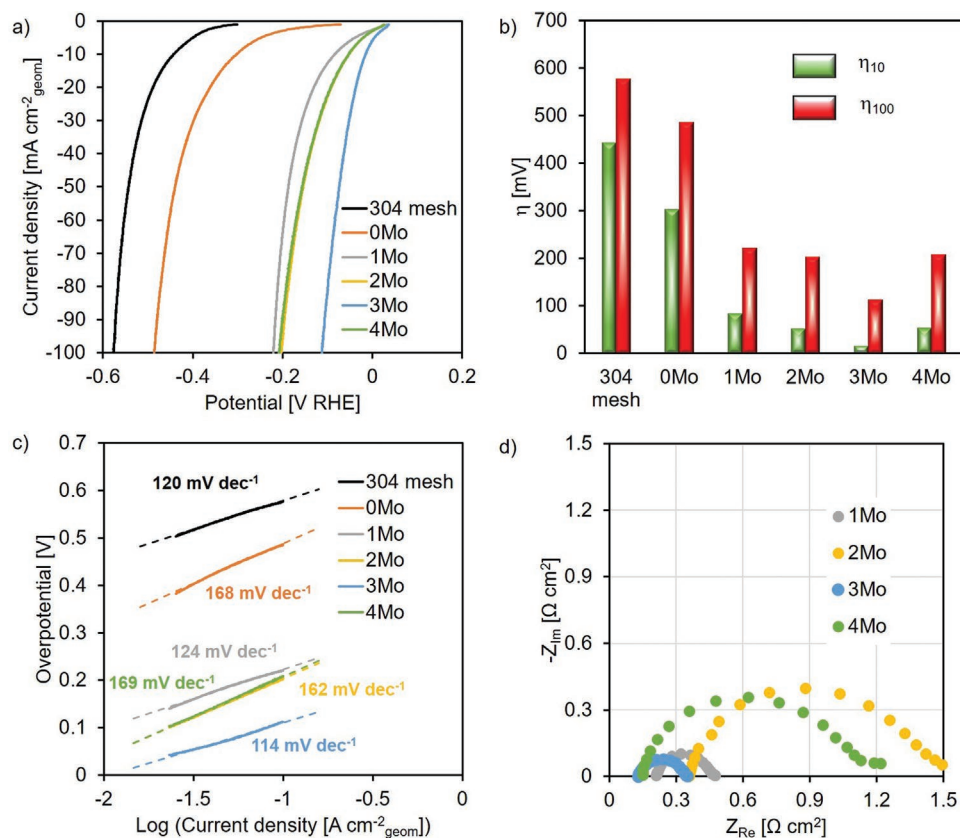 a)
0
-10
-20
-30
-40
-50
-60
-70
-80
-90
-100
Current density [mA cm⁻²geom]
304 mesh
0Mo
1Mo
2Mo
3Mo
4Mo
-0.6
-0.4
-0.2
0
0.2
Potential [V RHE]
b)
700
600
500
400
300
200
100
0
η [mV]
η₁₀
η₁₀₀
304 mesh
0Mo
1Mo
2Mo
3Mo
4Mo
c)
0.7
0.6
0.5
0.4
0.3
0.2
0.1
0
Overpotential [V]
120 mV dec⁻¹
168 mV dec⁻¹
124 mV dec⁻¹
169 mV dec⁻¹
162 mV dec⁻¹
114 mV dec⁻¹
304 mesh
0Mo
1Mo
2Mo
3Mo
4Mo
-2
-1.5
-1
-0.5
0
Log (Current density [A cm⁻²geom])
d)
1.5
1.2
0.9
0.6
0.3
0
-ZIm [Ω cm²]
1Mo
2Mo
3Mo
4Mo
0
0.3
0.6
0.9
1.2
1.5
ZRe [Ω cm²]